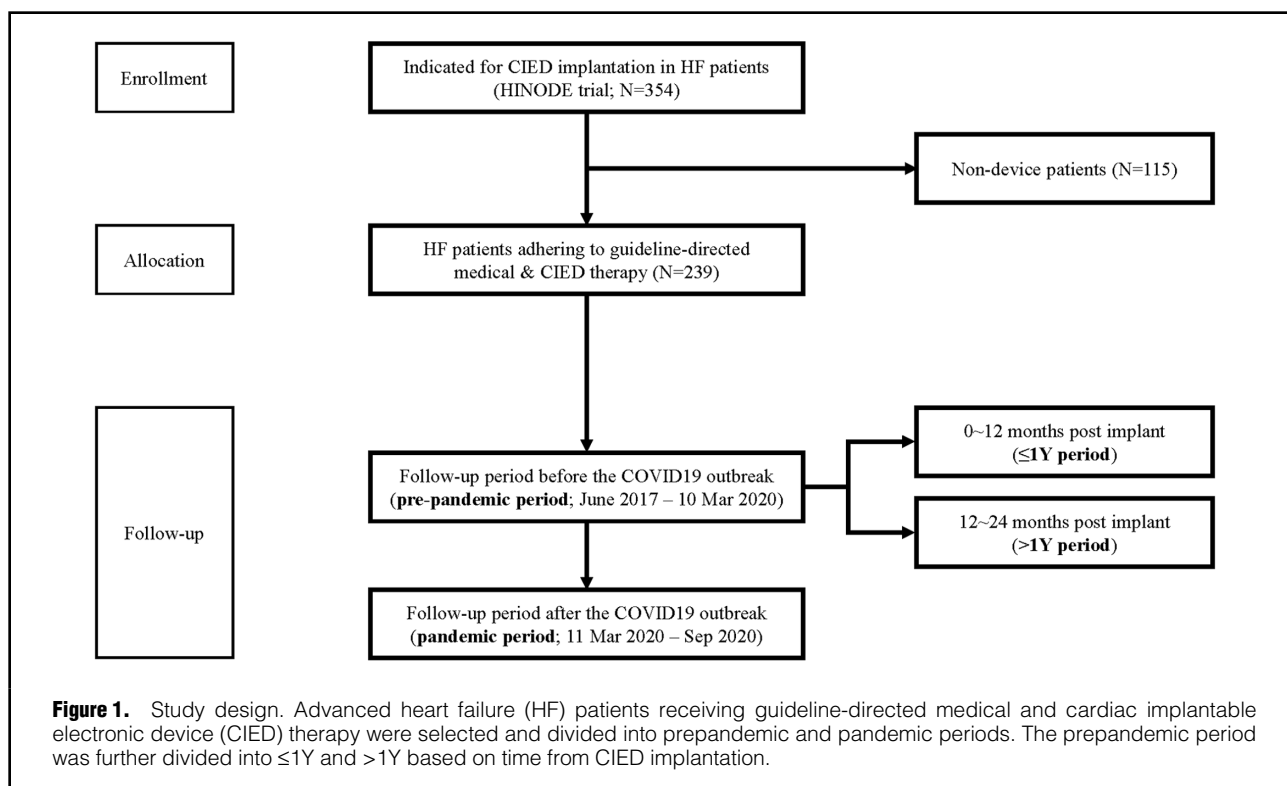 Enrollment
Indicated for CIED implantation in HF patients
(HINODE trial; N=354)
Non-device patients (N=115)
Allocation
HF patients adhering to guideline-directed
medical & CIED therapy (N=239)
Follow-up
Follow-up period before the COVID19 outbreak
(pre-pandemic period; June 2017 – 10 Mar 2020)
0~12 months post implant
(≤1Y period)
12~24 months post implant
(>1Y period)
Follow-up period after the COVID19 outbreak
(pandemic period; 11 Mar 2020 – Sep 2020)
Figure 1. Study design. Advanced heart failure (HF) patients receiving guideline-directed medical and cardiac implantable
electronic device (CIED) therapy were selected and divided into prepandemic and pandemic periods. The prepandemic period
was further divided into ≤1Y and >1Y based on time from CIED implantation.